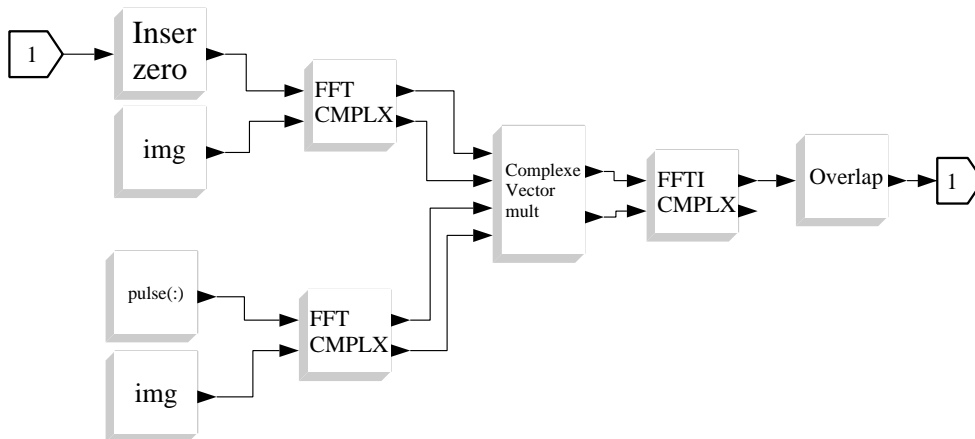 1
Inser
zero
img
FFT
CMPLX
Complexe
Vector
mult
FFTI
CMPLX
Overlap
1
pulse(:)
img
FFT
CMPLX